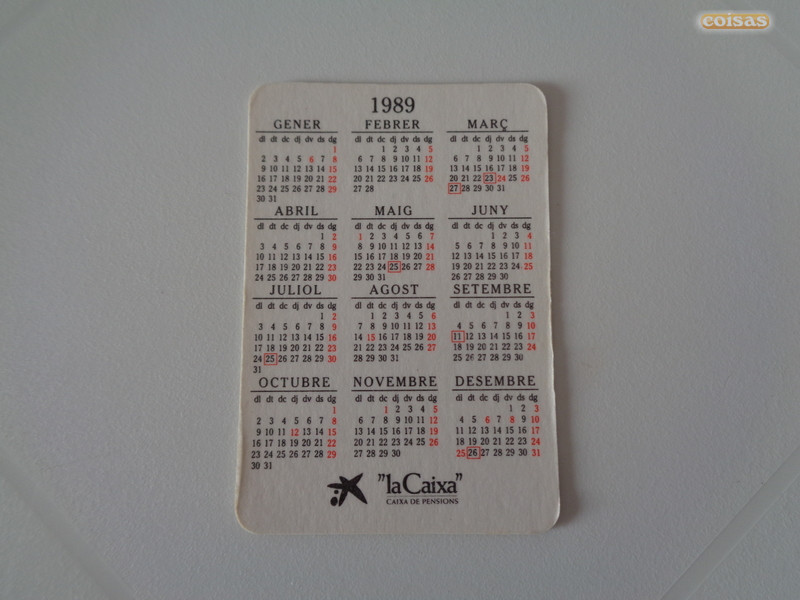 coisas
1989
GENER
dl dt dc dj dv ds dg
1
2 3 4 5 6 7 8
9 10 11 12 13 14 15
16 17 18 19 20 21 22
23 24 25 26 27 28 29
30 31
FEBRER
dl dt dc dj dv ds dg
1 2 3 4 5
6 7 8 9 10 11 12
13 14 15 16 17 18 19
20 21 22 23 24 25 26
27 28
MARÇ
dl dt dc dj dv ds dg
1 2 3 4 5
6 7 8 9 10 11 12
13 14 15 16 17 18 19
20 21 22 23 24 25 26
27 28 29 30 31
ABRIL
dl dt dc dj dv ds dg
1 2
3 4 5 6 7 8 9
10 11 12 13 14 15 16
17 18 19 20 21 22 23
24 25 26 27 28 29 30
MAIG
dl dt dc dj dv ds dg
1 2 3 4 5 6 7
8 9 10 11 12 13 14
15 16 17 18 19 20 21
22 23 24 25 26 27 28
29 30 31
JUNY
dl dt dc dj dv ds dg
1 2 3 4
5 6 7 8 9 10 11
12 13 14 15 16 17 18
19 20 21 22 23 24 25
26 27 28 29 30
JULIOL
dl dt dc dj dv ds dg
1 2
3 4 5 6 7 8 9
10 11 12 13 14 15 16
17 18 19 20 21 22 23
24 25 26 27 28 29 30
31
AGOST
dl dt dc dj dv ds dg
1 2 3 4 5 6
7 8 9 10 11 12 13
14 15 16 17 18 19 20
21 22 23 24 25 26 27
28 29 30 31
SETEMBRE
dl dt dc dj dv ds dg
1 2 3
4 5 6 7 8 9 10
11 12 13 14 15 16 17
18 19 20 21 22 23 24
25 26 27 28 29 30
OCTUBRE
dl dt dc dj dv ds dg
1
2 3 4 5 6 7 8
9 10 11 12 13 14 15
16 17 18 19 20 21 22
23 24 25 26 27 28 29
30 31
NOVEMBRE
dl dt dc dj dv ds dg
1 2 3 4 5
6 7 8 9 10 11 12
13 14 15 16 17 18 19
20 21 22 23 24 25 26
27 28 29 30
DESEMBRE
dl dt dc dj dv ds dg
1 2 3
4 5 6 7 8 9 10
11 12 13 14 15 16 17
18 19 20 21 22 23 24
25 26 27 28 29 30 31
"la Caixa"
CAIXA DE PENSIONS